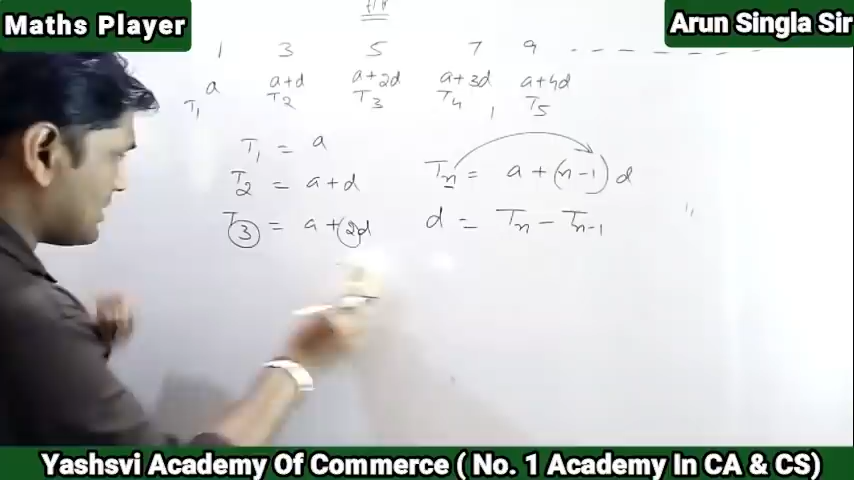 Maths Player
Arun Singla Sir
1 3 5 7 9 - - - - - - -
a a+d a+2d a+3d a+4d
T₁ T₂ T₃ T₄ T₅
T₁ = a
T₂ = a+d
T₃ = a+2d
Tₙ = a+(n-1)d
d = Tₙ - Tₙ₋₁
Yashsvi Academy Of Commerce ( No. 1 Academy In CA & CS)